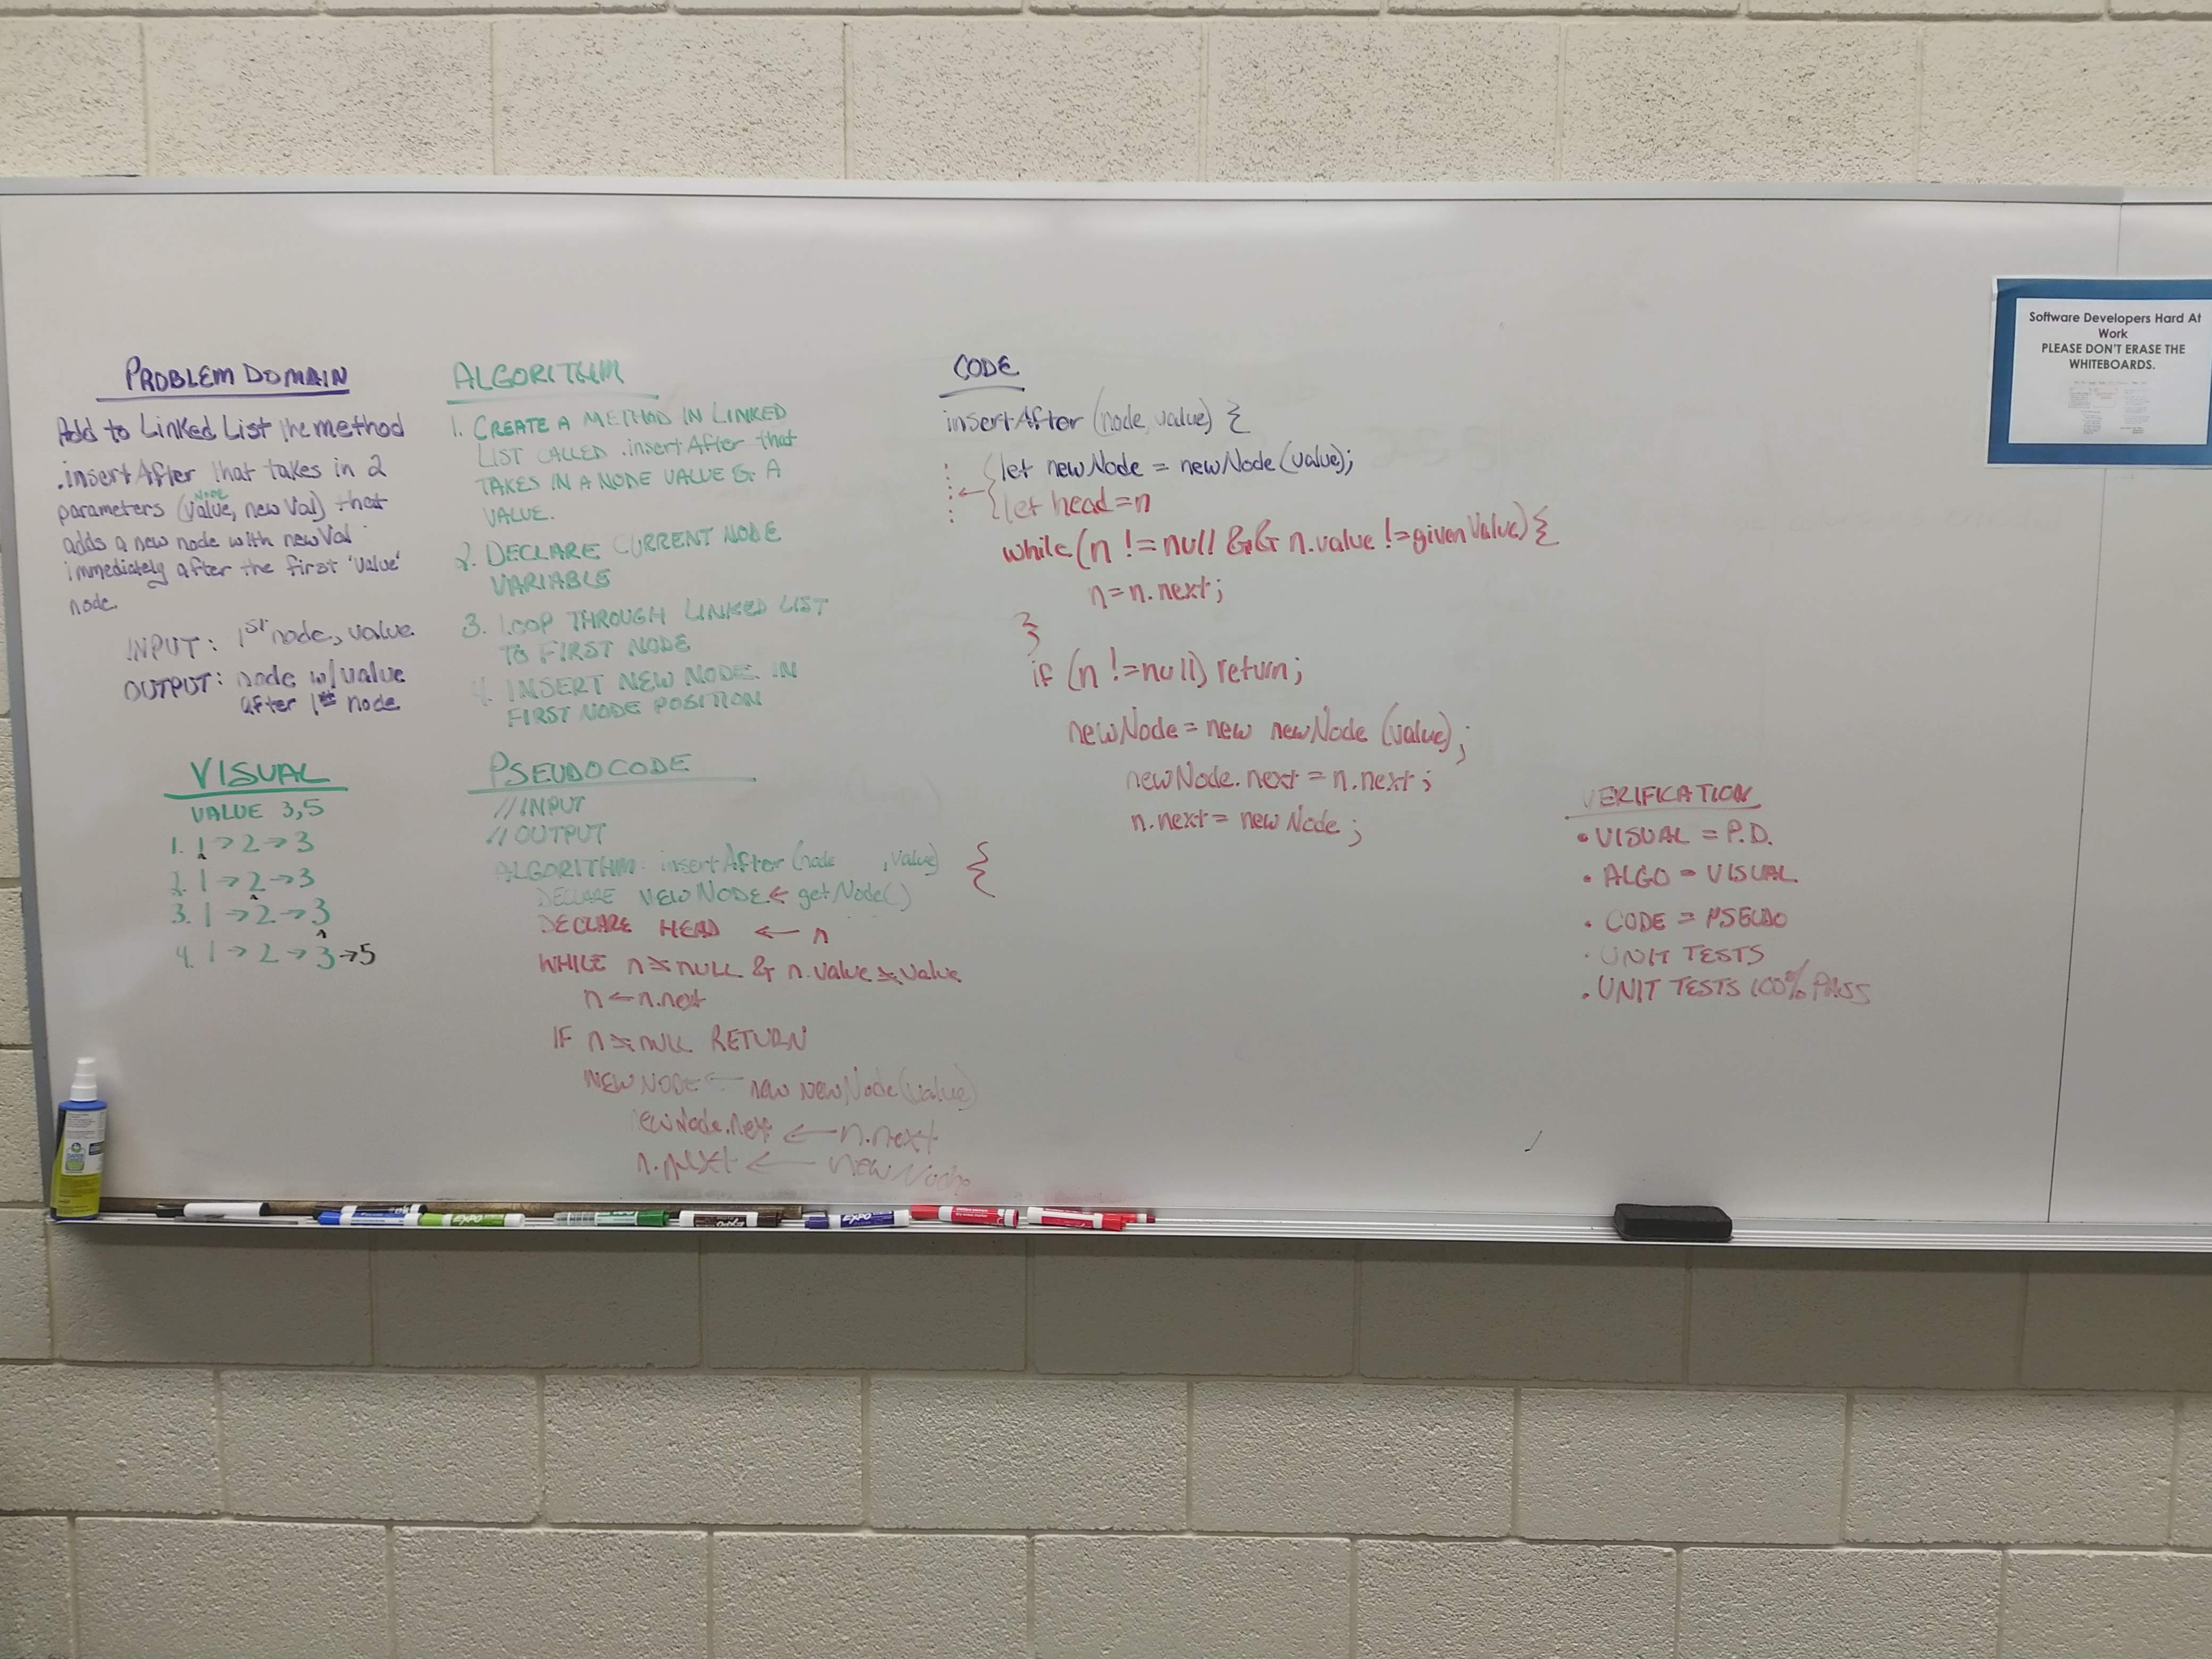 PROBLEM DOMAIN
Add to Linked List the method
.insertAfter that takes in 2
NODE
parameters (value, newVal) that
adds a new node with newVal
immediately after the first 'value'
node.
INPUT: 1st node, value
OUTPUT: node w/ value
after 1st node
VISUAL
VALUE 3,5
1. 1 → 2 → 3
2. 1 → 2 → 3
3. 1 → 2 → 3
4. 1 → 2 → 3 → 5
ALGORITHM
1. CREATE A METHOD IN LINKED
LIST CALLED .insertAfter that
TAKES IN A NODE VALUE & A
VALUE.
2. DECLARE CURRENT NODE
VARIABLE
3. LOOP THROUGH LINKED LIST
TO FIRST NODE
4. INSERT NEW NODE IN
FIRST NODE POSITION
PSEUDOCODE
// INPUT
// OUTPUT
ALGORITHM: insertAfter (node ,value) {
DECLARE NEWNODE ← getNode()
DECLARE HEAD ← n
WHILE n ≠ NULL & n.value ≠ value
n ← n.next
IF n ≠ NULL RETURN
NEWNODE ← new newNode(value)
ewNode.next ← n.next
n.next ← newNode
CODE
insertAfter (node, value) {
let newNode = newNode(value);
let head = n
while (n != null && n.value != givenValue) {
n = n.next;
}
if (n != null) return;
newNode = new newNode (value);
newNode.next = n.next;
n.next = newNode;
VERIFICATION
• VISUAL = P.D.
• ALGO = VISUAL
• CODE = PSEUDO
• UNIT TESTS
• UNIT TESTS 100% PASS
Software Developers Hard At
Work
PLEASE DON'T ERASE THE
WHITEBOARDS.
EXPO
EXPO
EXPO